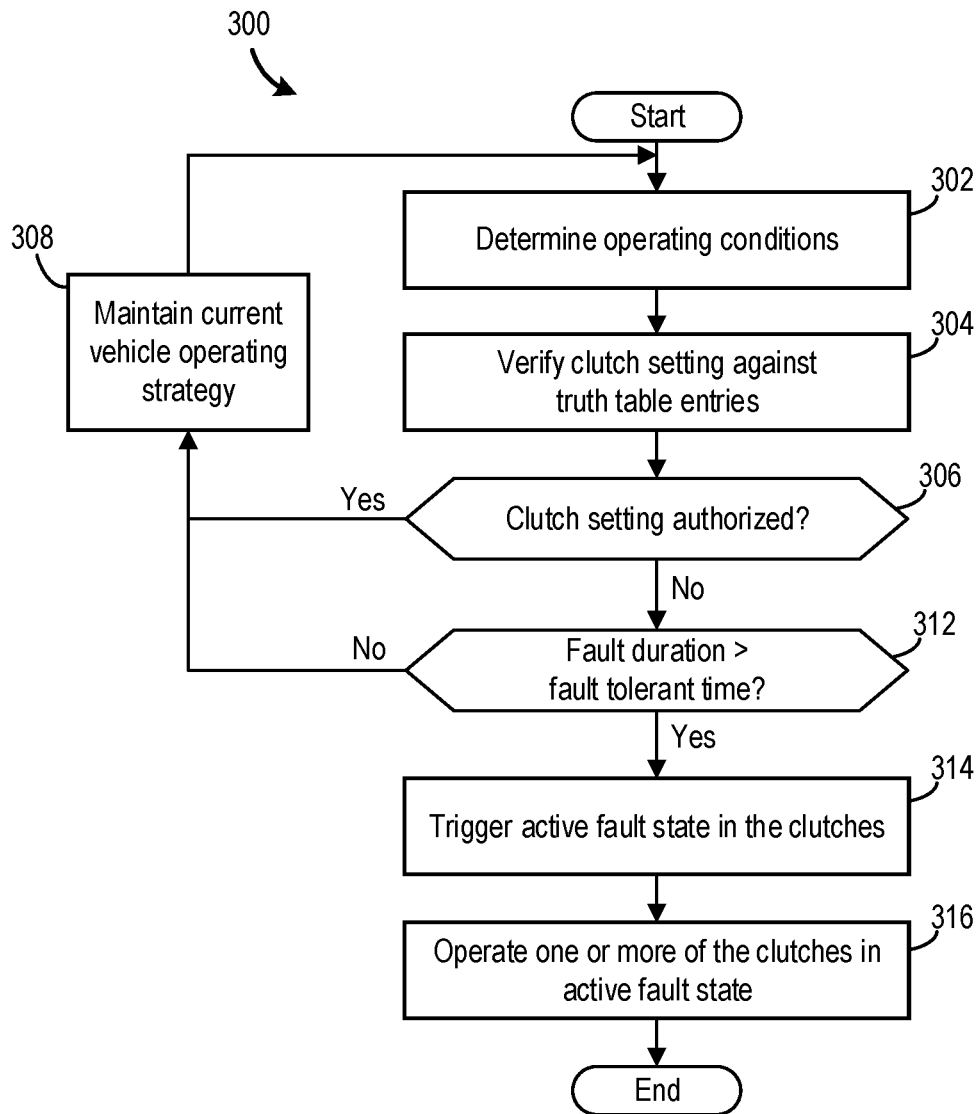 300
Start
302
Determine operating conditions
308
Maintain current
vehicle operating
strategy
304
Verify clutch setting against
truth table entries
306
Yes
Clutch setting authorized?
No
312
No
Fault duration >
fault tolerant time?
Yes
314
Trigger active fault state in the clutches
316
Operate one or more of the clutches in
active fault state
End